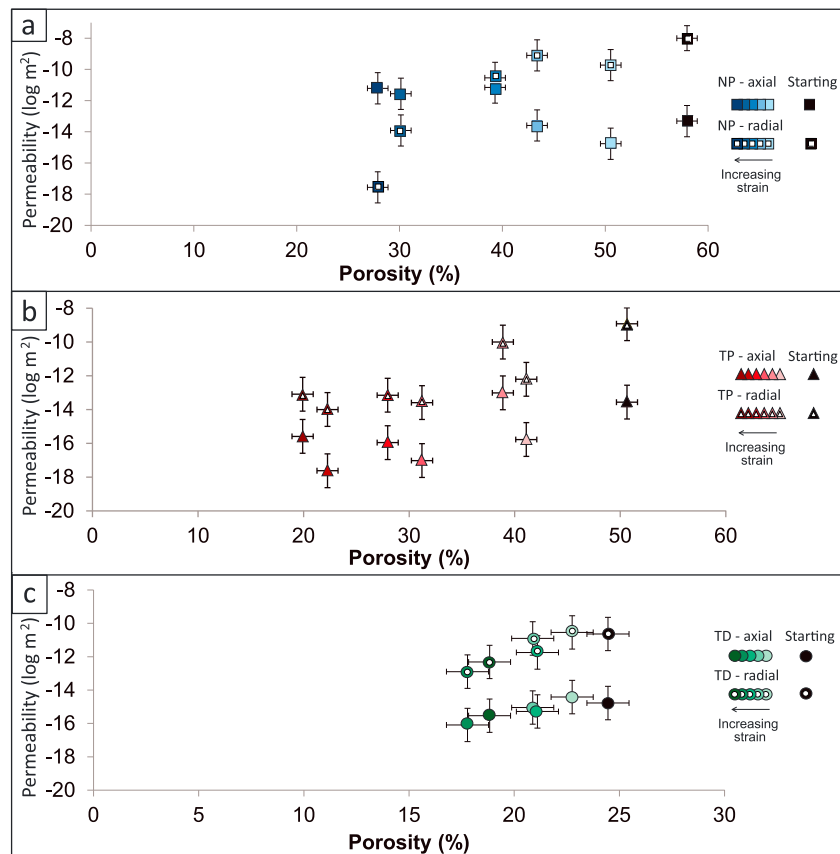 a
-8
-10
-12
-14
-16
-18
-20
Permeability (log m²)
0 10 20 30 40 50 60
Porosity (%)
NP - axial Starting
NP - radial
Increasing
strain
b
-8
-10
-12
-14
-16
-18
-20
Permeability (log m²)
0 10 20 30 40 50 60
Porosity (%)
TP - axial Starting
TP - radial
Increasing
strain
c
-8
-10
-12
-14
-16
-18
-20
Permeability (log m²)
0 5 10 15 20 25 30
Porosity (%)
TD - axial Starting
TD - radial
Increasing
strain